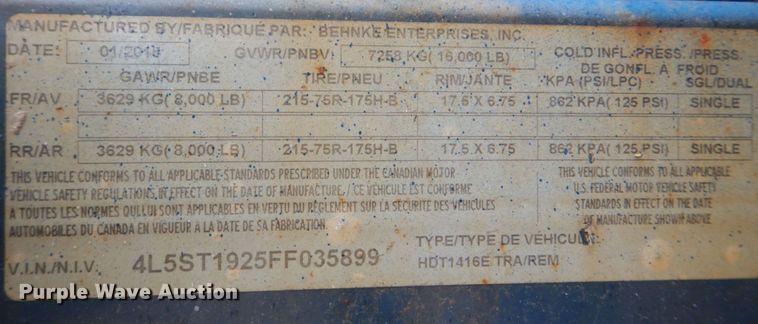 MANUFACTURED BY/FABRIQUE PAR: BEHNKE ENTERPRISES, INC.
DATE: 01/2015 GVWR/PNBV: 7258 KG( 16,000 LB) COLD INFL. PRESS. /PRESS.
DE GONFL. A FROID
GAWR/PNBE TIRE/PNEU RIM/JANTE KPA (PSI/LPC) SGL/DUAL
FR/AV 3629 KG( 8,000 LB) 215-75R-175H-B 17.5 X 6.75 862 KPA( 125 PSI) SINGLE
RR/AR 3629 KG( 8,000 LB) 215-75R-175H-B 17.5 X 6.75 862 KPA( 125 PSI) SINGLE
THIS VEHICLE CONFORMS TO ALL APPLICABLE STANDARDS PRESCRIBED UNDER THE CANADIAN MOTOR
VEHICLE SAFETY REGULATIONS IN EFFECT ON THE DATE OF MANUFACTURE. / CE VÉHICULE EST CONFORME
A TOUTES LES NORMES QUI LUI SONT APPLICABLES EN VERTU DU RÈGLEMENT SUR LA SÉCURITÉ DES VÉHICULES
AUTOMOBILES DU CANADA EN VIGUEUR À LA DATE DE SA FABRICATION.
THIS VEHICLE CONFORMS TO ALL APPLICABLE
U.S. FEDERAL MOTOR VEHICLE SAFETY
STANDARDS IN EFFECT ON THE DATE
OF MANUFACTURE SHOWN ABOVE
V.I.N./N.I.V. 4L5ST1925FF035899
TYPE/TYPE DE VÉHICULE:
HDT1416E TRA/REM
Purple Wave Auction